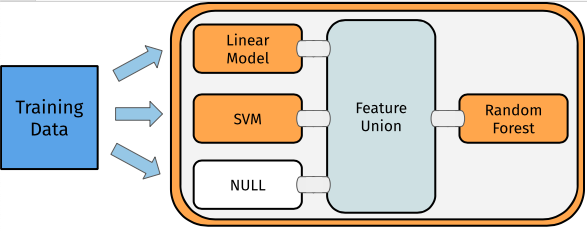 Training
Data
Linear
Model
SVM
NULL
Feature
Union
Random
Forest